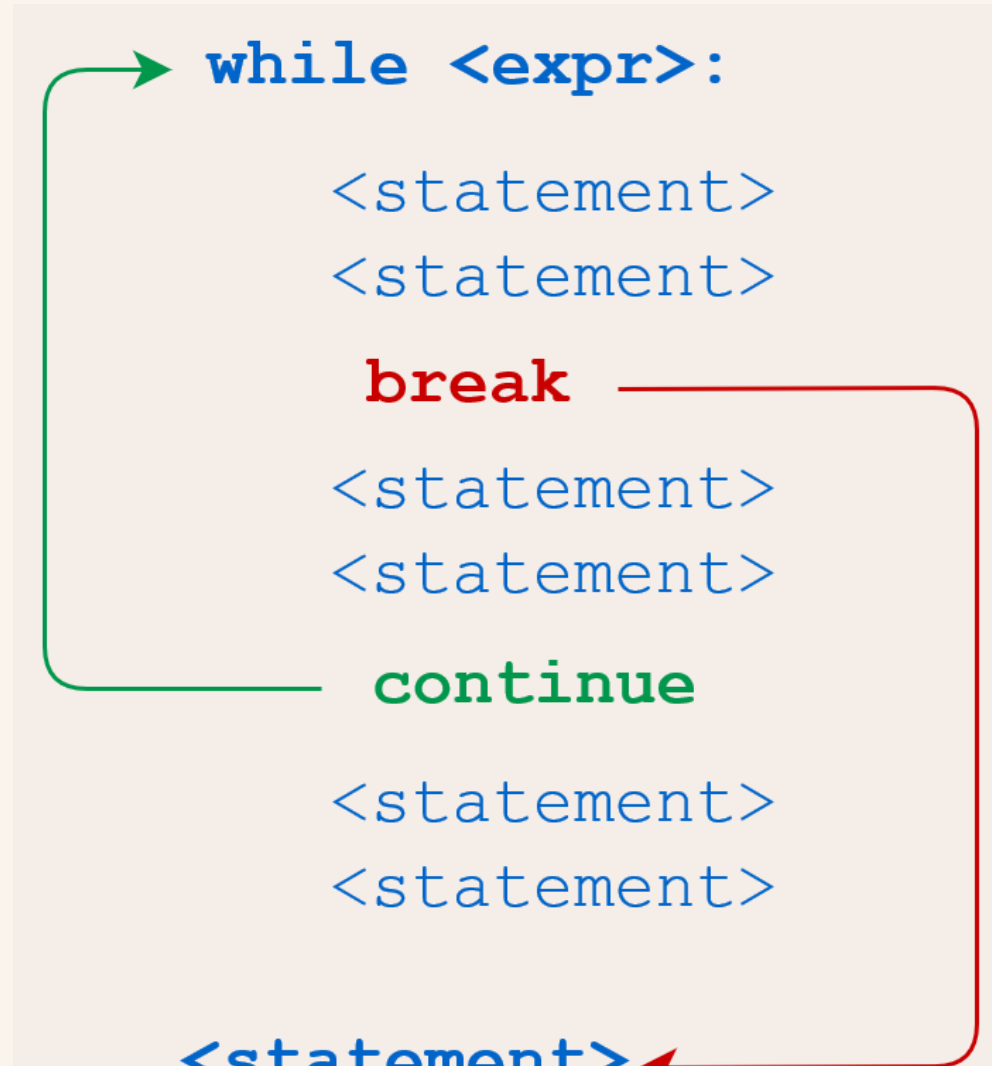 while <expr>:
<statement>
<statement>
break
<statement>
<statement>
continue
<statement>
<statement>
<statement>